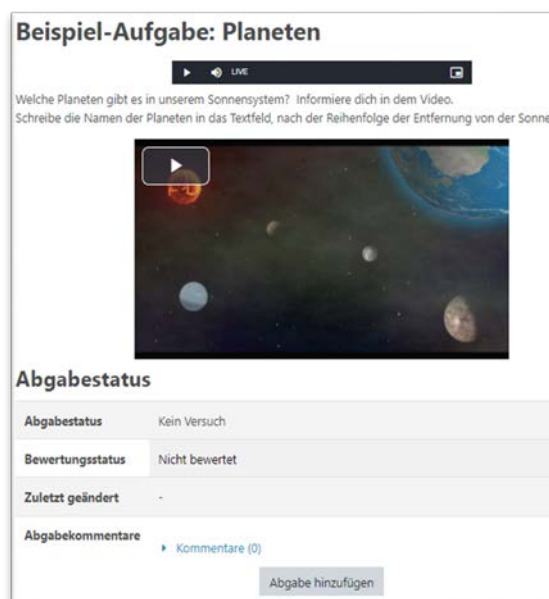 Beispiel-Aufgabe: Planeten
LIVE
Welche Planeten gibt es in unserem Sonnensystem? Informiere dich in dem Video.
Schreibe die Namen der Planeten in das Textfeld, nach der Reihenfolge der Entfernung von der Sonne
Abgabestatus
Abgabestatus Kein Versuch
Bewertungsstatus Nicht bewertet
Zuletzt geändert -
Abgabekommentare
Kommentare (0)
Abgabe hinzufügen